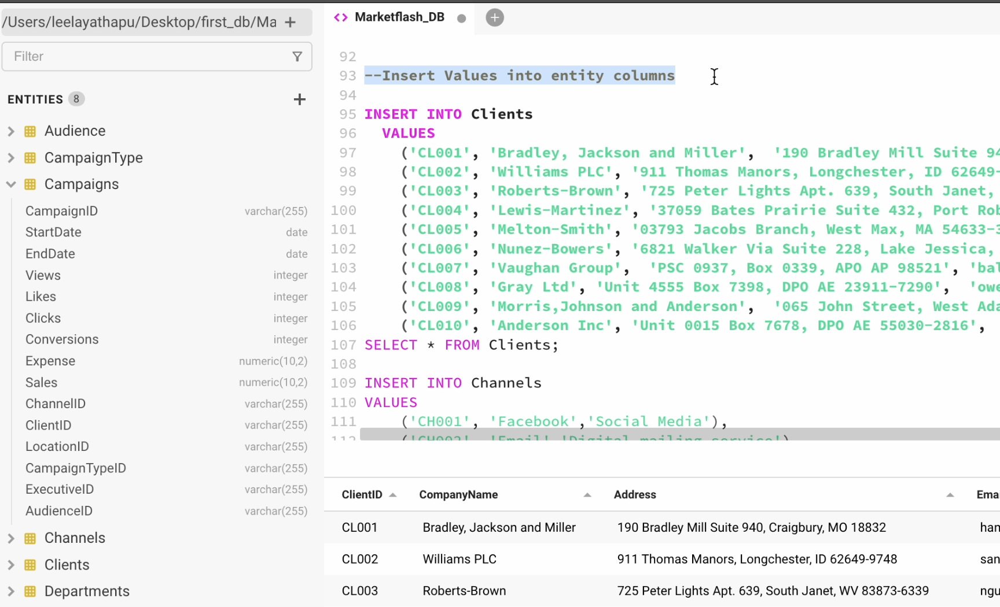 /Users/leelayathapu/Desktop/first_db/Ma +
Filter
ENTITIES 8 +
Audience
CampaignType
Campaigns
CampaignID varchar(255)
StartDate date
EndDate date
Views integer
Likes integer
Clicks integer
Conversions integer
Expense numeric(10,2)
Sales numeric(10,2)
ChannelID varchar(255)
ClientID varchar(255)
LocationID varchar(255)
CampaignTypeID varchar(255)
ExecutiveID varchar(255)
AudienceID varchar(255)
Channels
Clients
Departments
<> Marketflash_DB +
92
93 --Insert Values into entity columns
94
95 INSERT INTO Clients
96 VALUES
97 ('CL001', 'Bradley, Jackson and Miller', '190 Bradley Mill Suite 94
98 ('CL002', 'Williams PLC', '911 Thomas Manors, Longchester, ID 62649-
99 ('CL003', 'Roberts-Brown', '725 Peter Lights Apt. 639, South Janet,
100 ('CL004', 'Lewis-Martinez', '37059 Bates Prairie Suite 432, Port Rob
101 ('CL005', 'Melton-Smith', '03793 Jacobs Branch, West Max, MA 54633-3
102 ('CL006', 'Nunez-Bowers', '6821 Walker Via Suite 228, Lake Jessica,
103 ('CL007', 'Vaughan Group', 'PSC 0937, Box 0339, APO AP 98521', 'bal
104 ('CL008', 'Gray Ltd', 'Unit 4555 Box 7398, DPO AE 23911-7290', 'owe
105 ('CL009', 'Morris,Johnson and Anderson', '065 John Street, West Ada
106 ('CL010', 'Anderson Inc', 'Unit 0015 Box 7678, DPO AE 55030-2816',
107 SELECT * FROM Clients;
108
109 INSERT INTO Channels
110 VALUES
111 ('CH001', 'Facebook','Social Media'),
112 ('CH002', 'Email','Digital mailing service')
ClientID CompanyName Address Emai
CL001 Bradley, Jackson and Miller 190 Bradley Mill Suite 940, Craigbury, MO 18832 han
CL002 Williams PLC 911 Thomas Manors, Longchester, ID 62649-9748 san
CL003 Roberts-Brown 725 Peter Lights Apt. 639, South Janet, WV 83873-6339 ngu